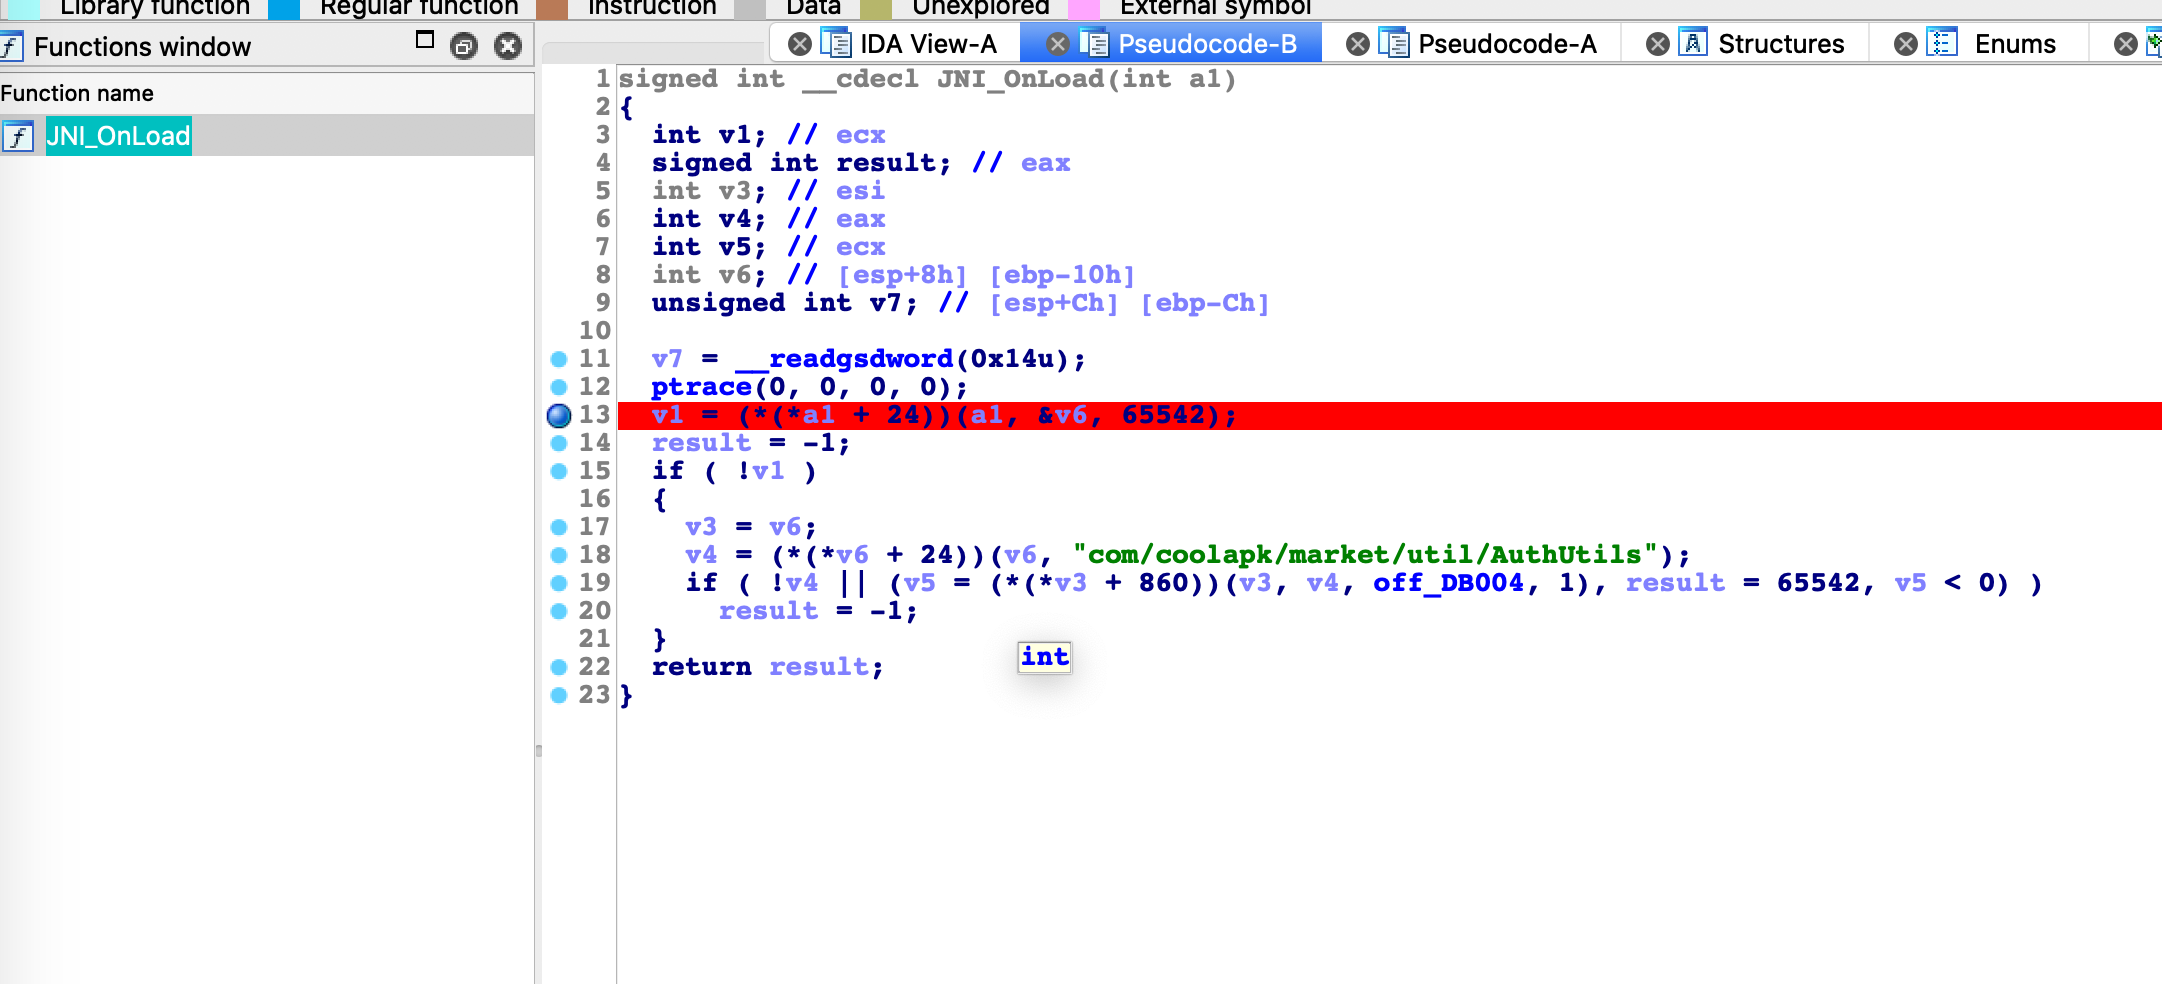 Library function Regular function Instruction Data Unexplored External symbol
Functions window
IDA View-A Pseudocode-B Pseudocode-A Structures Enums
Function name
JNI_OnLoad
1 signed int __cdecl JNI_OnLoad(int a1)
2 {
3 int v1; // ecx
4 signed int result; // eax
5 int v3; // esi
6 int v4; // eax
7 int v5; // ecx
8 int v6; // [esp+8h] [ebp-10h]
9 unsigned int v7; // [esp+Ch] [ebp-Ch]
10
11 v7 = __readgsdword(0x14u);
12 ptrace(0, 0, 0, 0);
13 v1 = (*(*a1 + 24))(a1, &v6, 65542);
14 result = -1;
15 if ( !v1 )
16 {
17 v3 = v6;
18 v4 = (*(*v6 + 24))(v6, "com/coolapk/market/util/AuthUtils");
19 if ( !v4 || (v5 = (*(*v3 + 860))(v3, v4, off_DB004, 1), result = 65542, v5 < 0) )
20 result = -1;
21 }
22 return result;
23 }
int